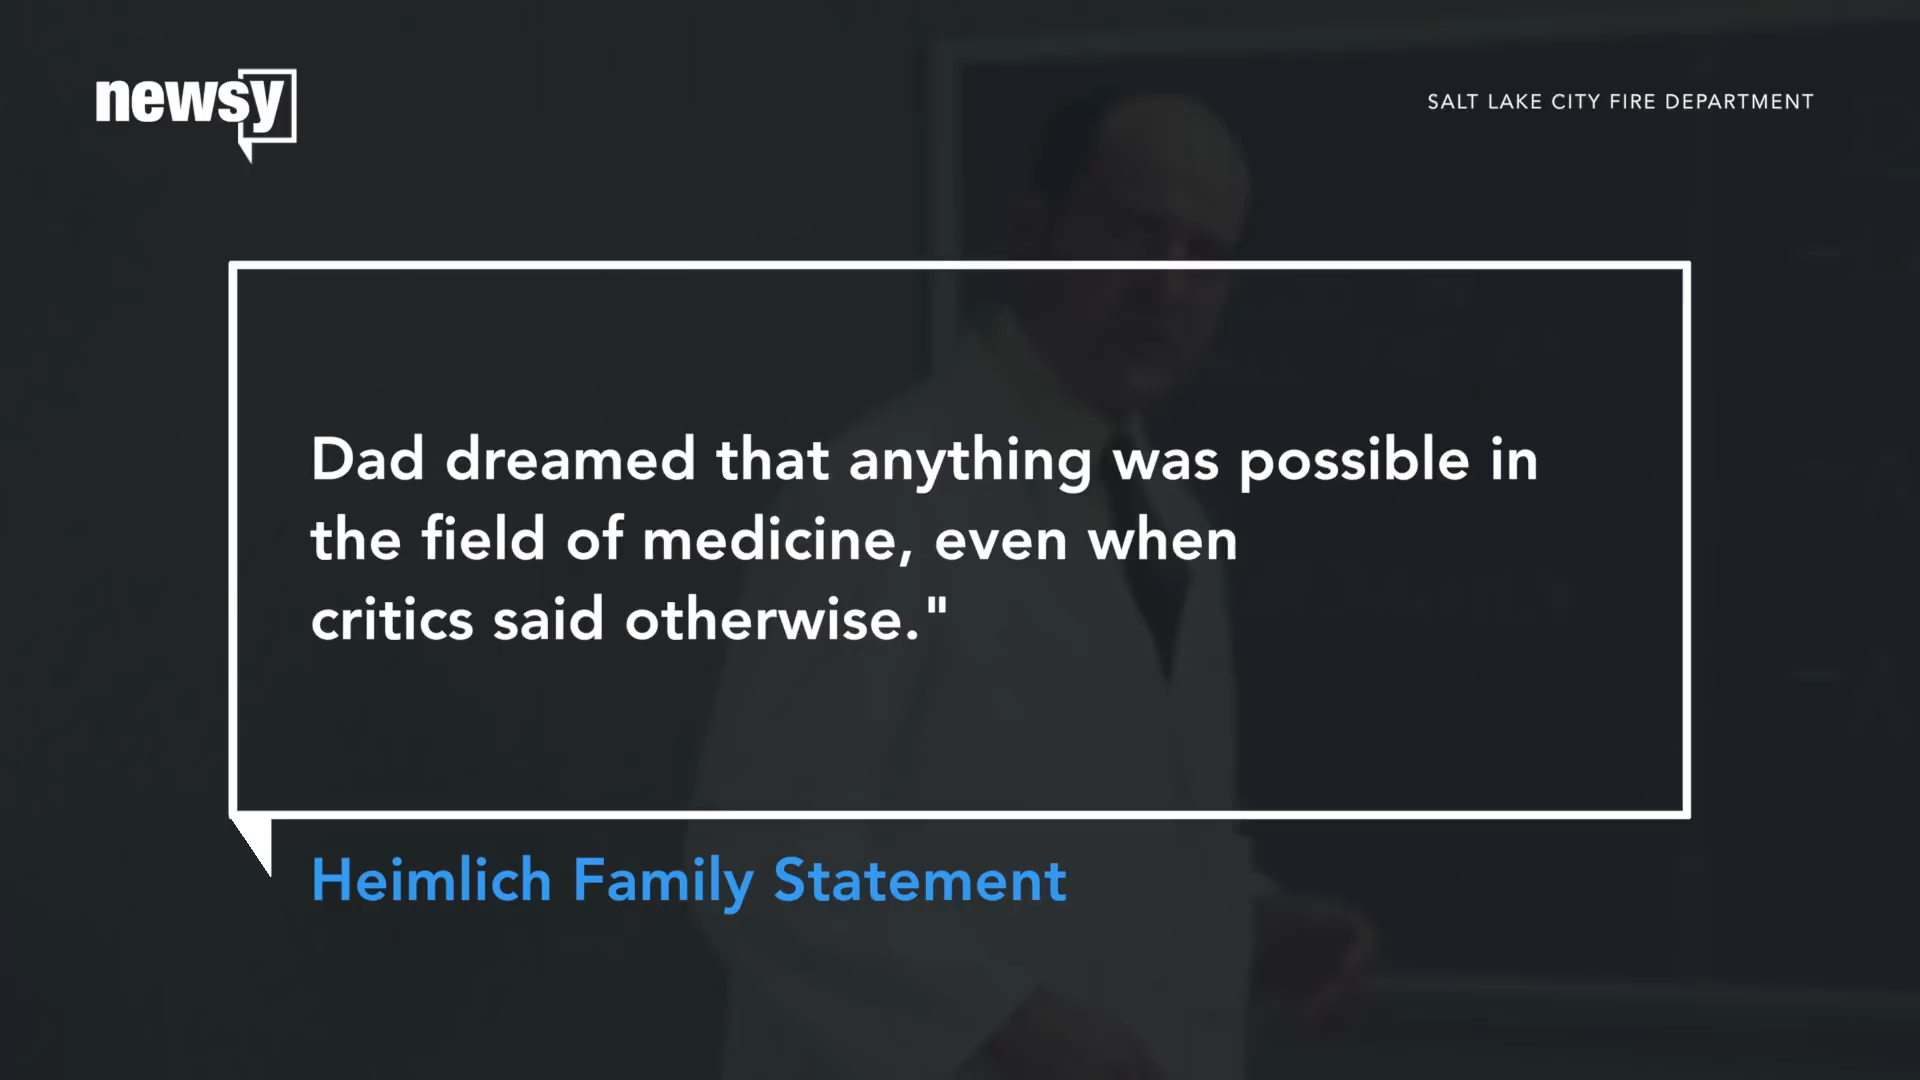 newsy
SALT LAKE CITY FIRE DEPARTMENT
Dad dreamed that anything was possible in
the field of medicine, even when
critics said otherwise."
Heimlich Family Statement